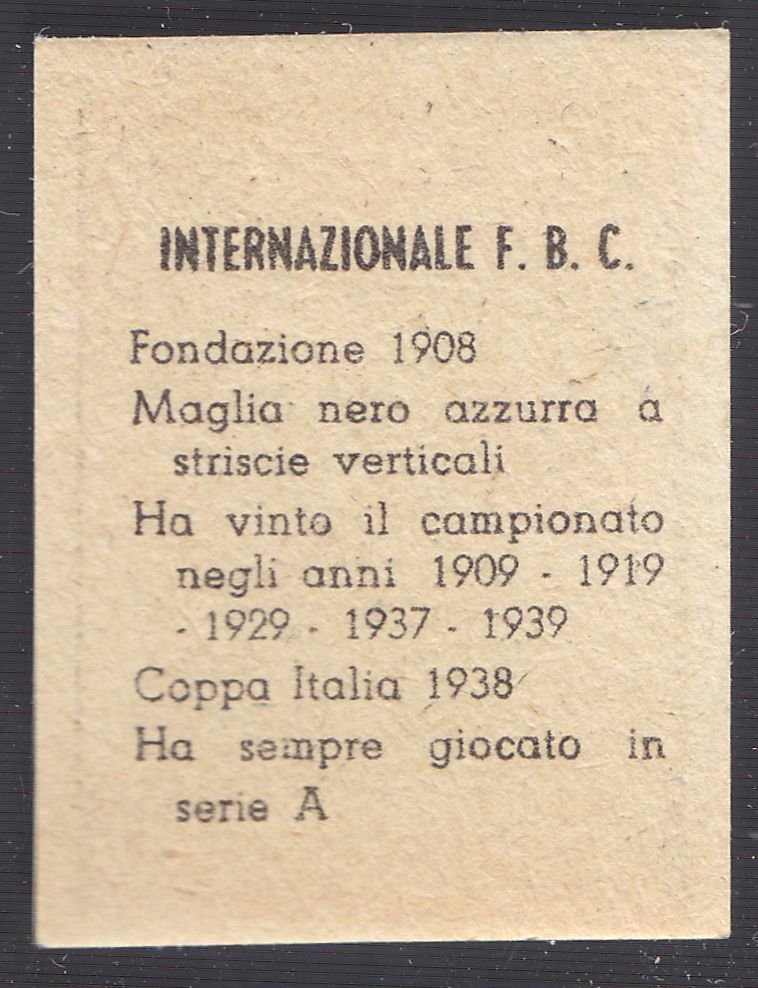 INTERNAZIONALE F. B. C.
Fondazione 1908
Maglia nero azzurra a
striscie verticali
Ha vinto il campionato
negli anni 1909 - 1919
- 1929 - 1937 - 1939
Coppa Italia 1938
Ha sempre giocato in
serie A